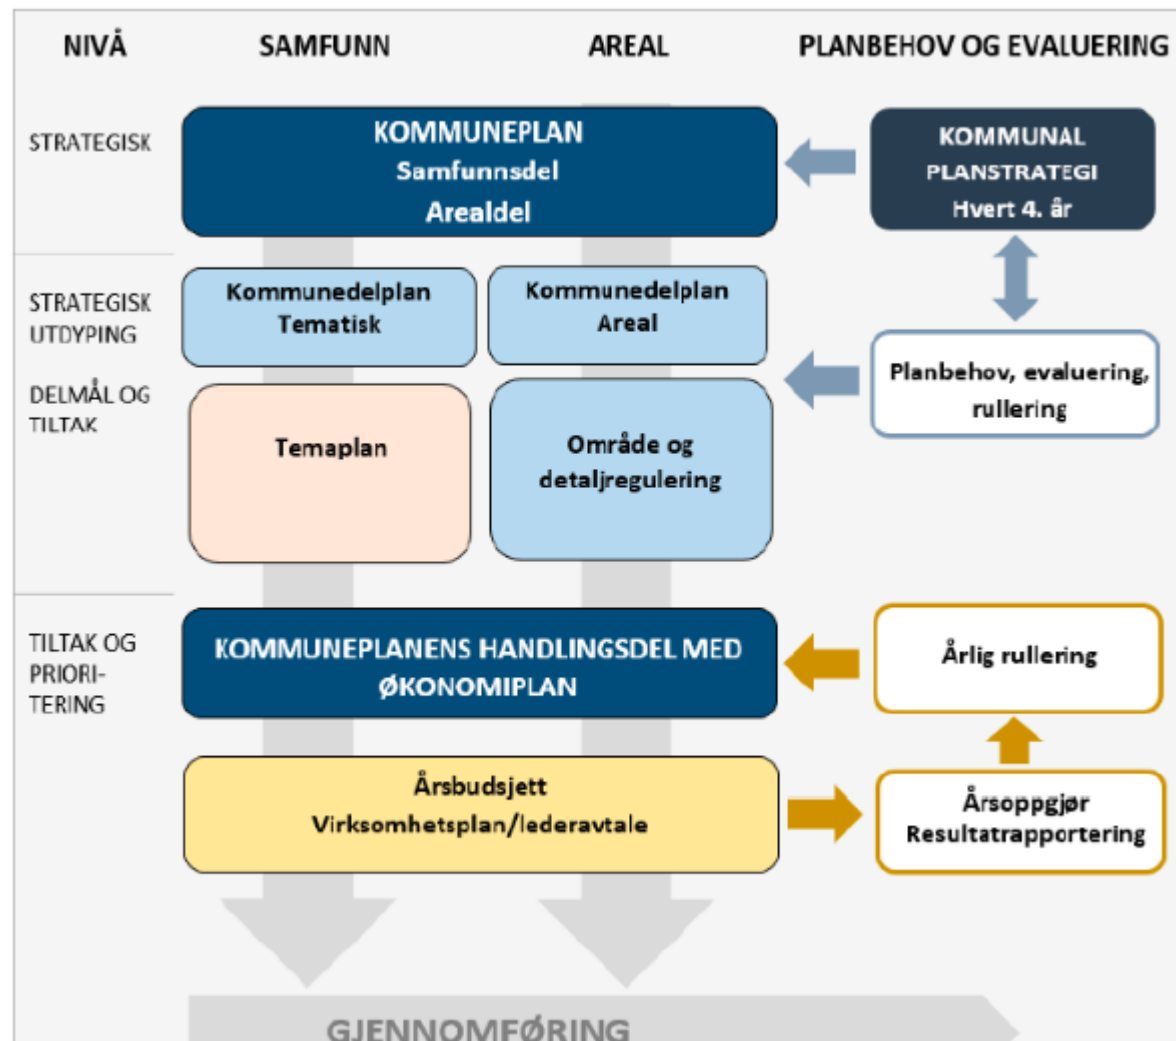 NIVÅ
SAMFUNN
AREAL
PLANBEHOV OG EVALUERING
STRATEGISK
KOMMUNEPLAN
Samfunnsdel
Arealdel
KOMMUNAL
PLANSTRATEGI
Hvert 4. år
STRATEGISK
UTDYPING
Kommunedelplan
Tematisk
Kommunedelplan
Areal
Planbehov, evaluering,
rullering
DELMÅL OG
TILTAK
Temaplan
Område og
detaljregulering
TILTAK OG
PRIORI-
TERING
KOMMUNEPLANENS HANDLINGSDEL MED
ØKONOMIPLAN
Årlig rullering
Årsbudsjett
Virksomhetsplan/lederavtale
Årsoppgjør
Resultatrapportering
GJENNOMFØRING